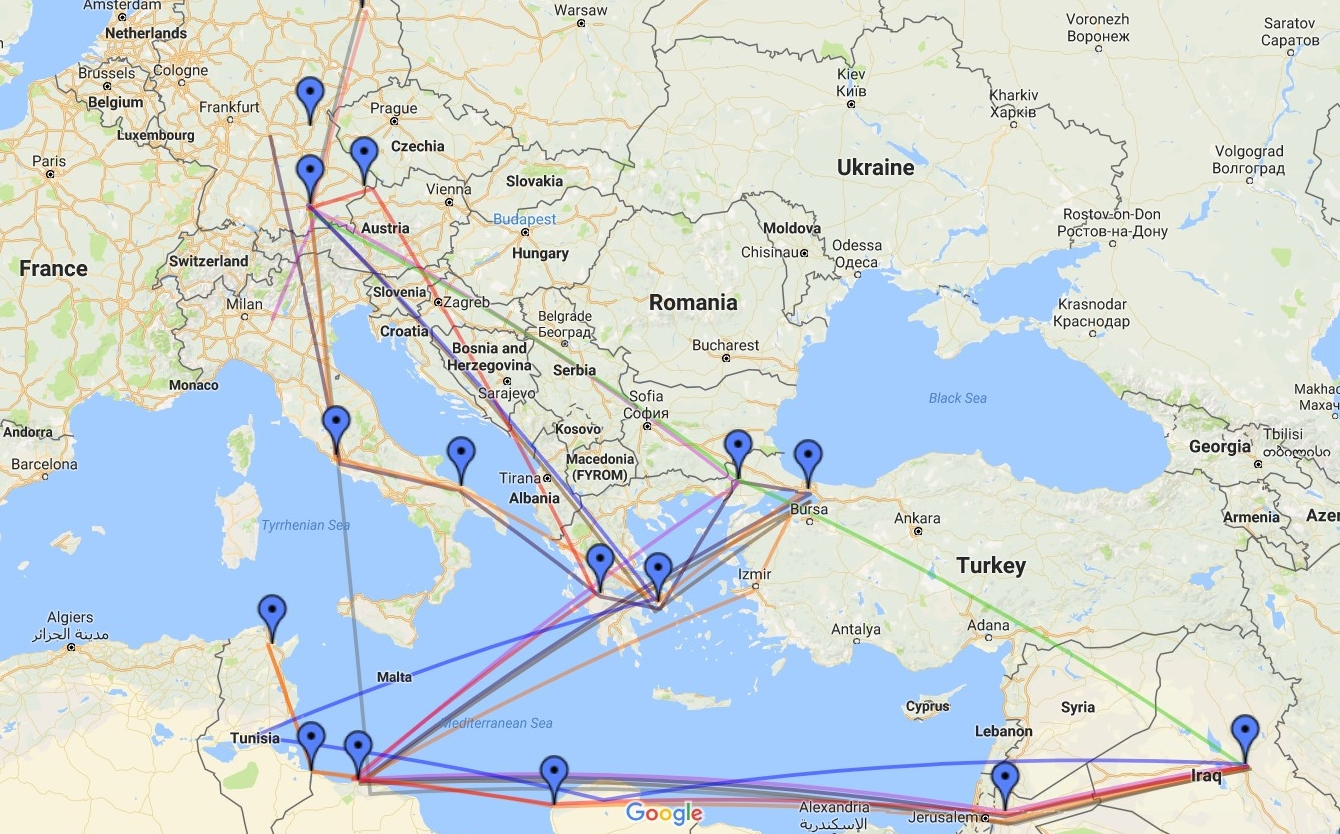 Amsterdam
Netherlands
Warsaw
Voronezh
Воронеж
Saratov
Саратов
Brussels
Cologne
Belgium
Kiev
Київ
Kharkiv
Харків
Frankfurt
Prague
Luxembourg
Czechia
Paris
Ukraine
Volgograd
Волгоград
Slovakia
Vienna
Budapest
Austria
Moldova
Rostov-on-Don
Ростов-на-Дону
Hungary
Chisinau
Odessa
Одеса
France
Switzerland
Slovenia
Romania
Milan
Zagreb
Krasnodar
Краснодар
Croatia
Belgrade
Београд
Bosnia and
Herzegovina
Bucharest
Serbia
Monaco
Sarajevo
Sofia
София
Black Sea
Makhac
Махач
Andorra
Kosovo
Georgia
Tbilisi
თბილისი
Barcelona
Macedonia
(FYROM)
Tirana
Albania
Tyrrhenian Sea
Bursa
Ankara
Armenia
Azer
Turkey
Izmir
Algiers
مدينة الجزائر
Antalya
Adana
Malta
Cyprus
Syria
Mediterranean Sea
Tunisia
Lebanon
Iraq
Google
Alexandria
الإسكندرية
Jerusalem